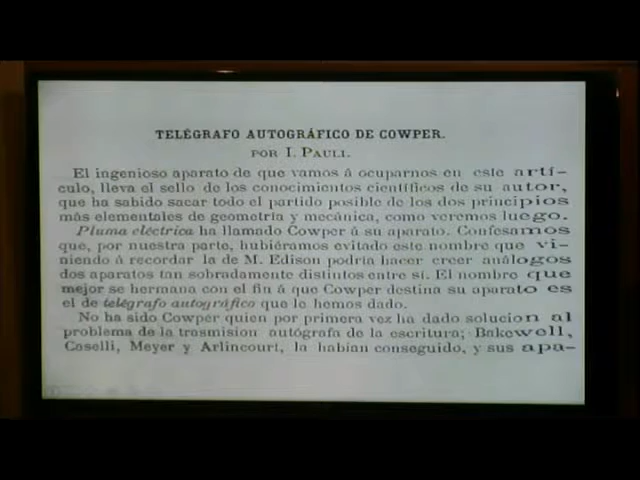 TELÉGRAFO AUTOGRÁFICO DE COWPER.
POR I. PAULI.
El ingenioso aparato de que vamos á ocuparnos en este artí-
culo, lleva el sello de los conocimientos científicos de su autor,
que ha sabido sacar todo el partido posible de los dos principios
más elementales de geometría y mecánica, como veremos luego.
Pluma eléctrica ha llamado Cowper á su aparato. Confesamos
que, por nuestra parte, hubiéramos evitado este nombre que vi-
niendo á recordar la de M. Edison podría hacer creer análogos
dos aparatos tan sobradamente distintos entre sí. El nombre que
mejor se hermana con el fin á que Cowper destina su aparato es
el de telégrafo autográfico que le hemos dado.
No ha sido Cowper quien por primera vez ha dado solucion al
problema de la trasmision autógrafa de la escritura; Bakewell,
Caselli, Meyer y Arlincourt, la habían conseguido, y sus apa-